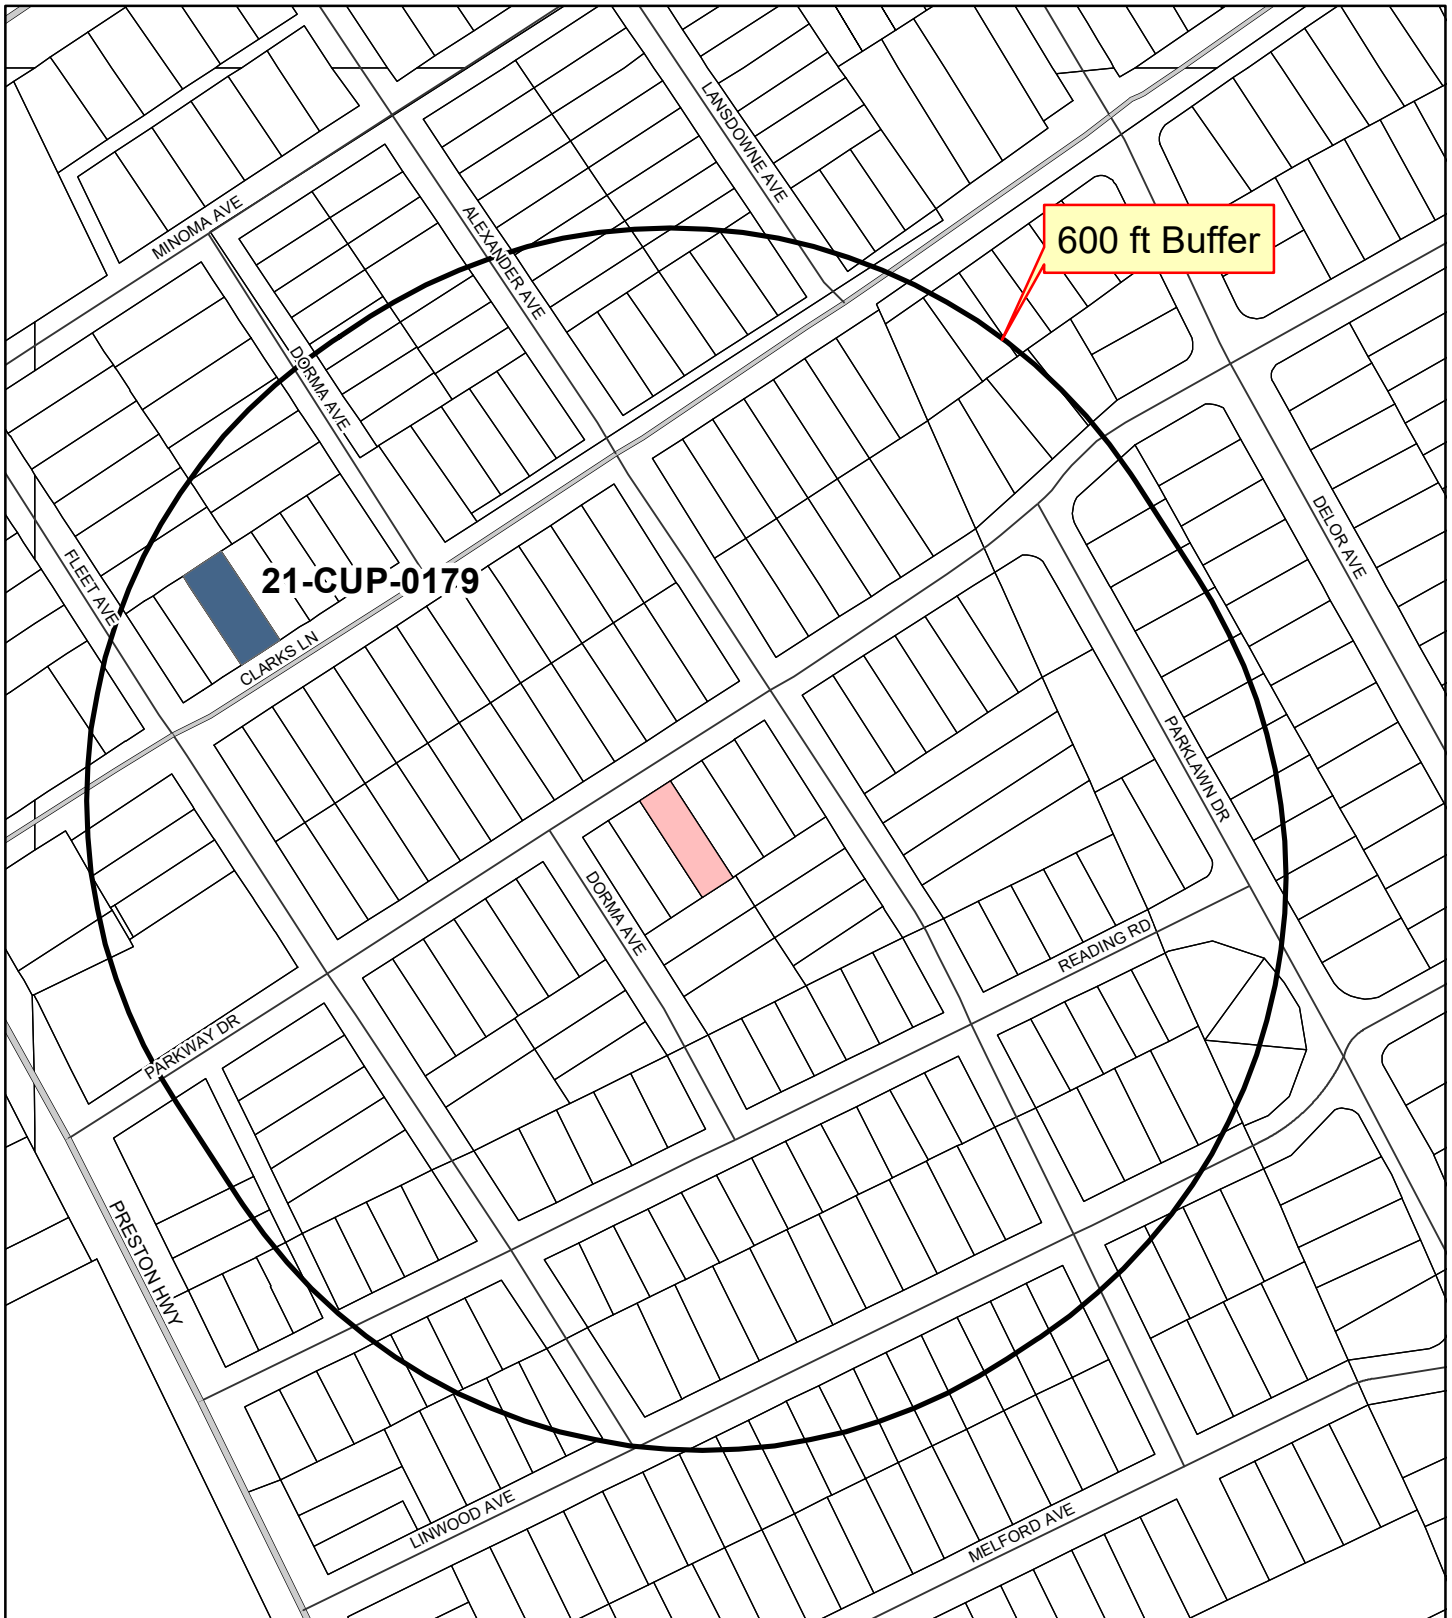 LANSDOWNE AVE
MINOMA AVE
ALEXANDER AVE
600 ft Buffer
DORMA AVE
DELOR AVE
FLEET AVE
21-CUP-0179
CLARKS LN
PARKLAWN DR
DORMA AVE
READING RD
PARKWAY DR
PRESTON HWY
LINWOOD AVE
MELFORD AVE